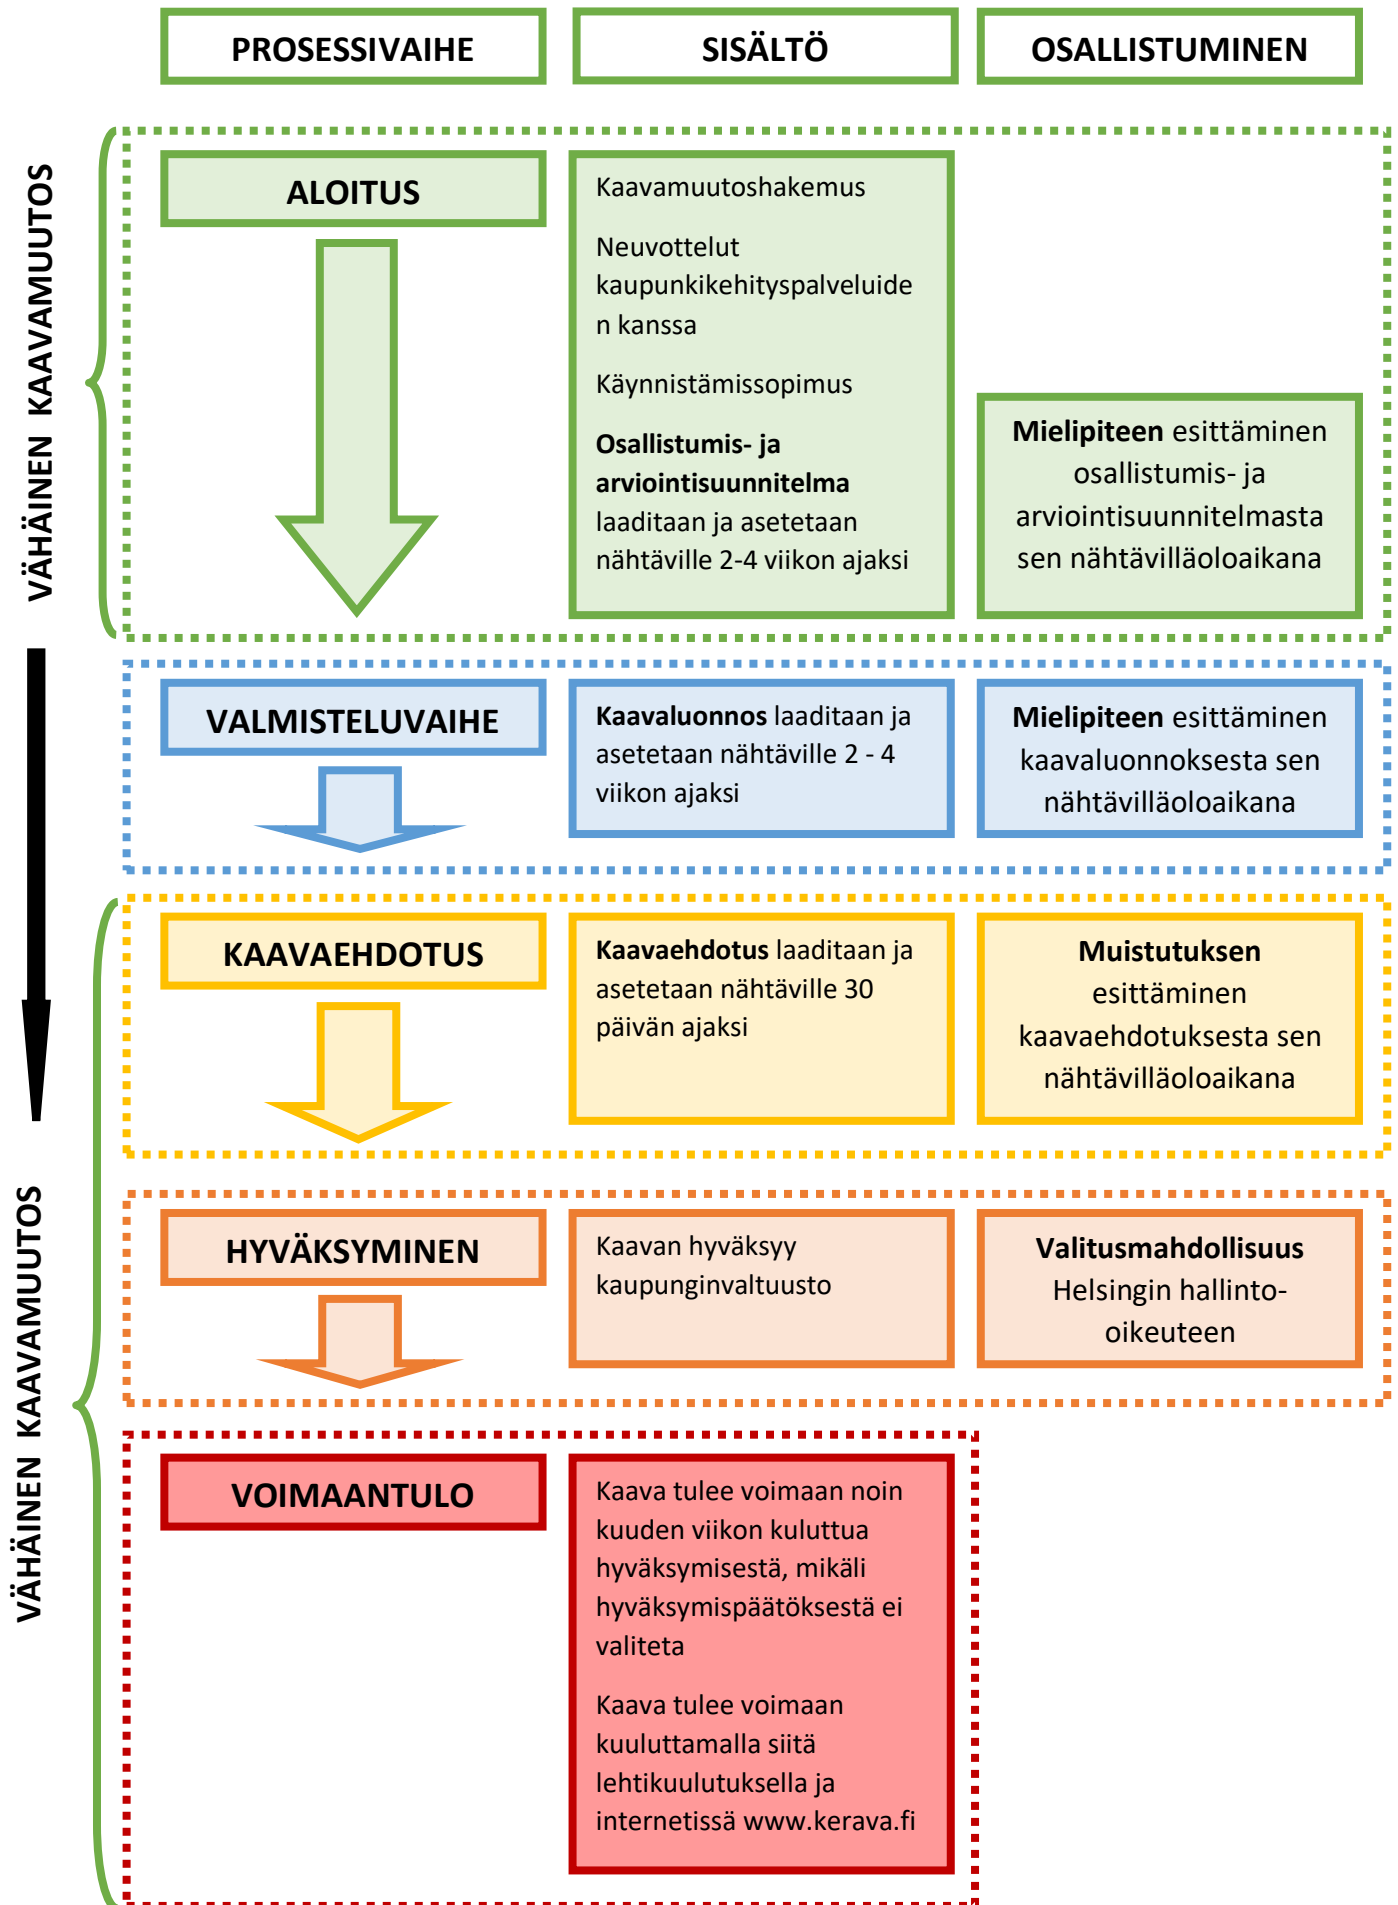 PROSESSIVAIHE
SISÄLTÖ
OSALLISTUMINEN
VÄHÄINEN KAAVAMUUTOS
ALOITUS
Kaavamuutoshakemus
Neuvottelut
kaupunkikehityspalveluide
n kanssa
Käynnistämissopimus
Osallistumis- ja
arviointisuunnitelma
laaditaan ja asetetaan
nähtäville 2-4 viikon ajaksi
Mielipiteen esittäminen
osallistumis- ja
arviointisuunnitelmasta
sen nähtävilläoloaikana
VALMISTELUVAIHE
Kaavaluonnos laaditaan ja
asetetaan nähtäville 2 - 4
viikon ajaksi
Mielipiteen esittäminen
kaavaluonnoksesta sen
nähtävilläoloaikana
VÄHÄINEN KAAVAMUUTOS
KAAVAEHDOTUS
Kaavaehdotus laaditaan ja
asetetaan nähtäville 30
päivän ajaksi
Muistutuksen
esittäminen
kaavaehdotuksesta sen
nähtävilläoloaikana
HYVÄKSYMINEN
Kaavan hyväksyy
kaupunginvaltuusto
Valitusmahdollisuus
Helsingin hallinto-
oikeuteen
VOIMAANTULO
Kaava tulee voimaan noin
kuuden viikon kuluttua
hyväksymisestä, mikäli
hyväksymispäätöksestä ei
valiteta
Kaava tulee voimaan
kuuluttamalla siitä
lehtikuulutuksella ja
internetissä www.kerava.fi